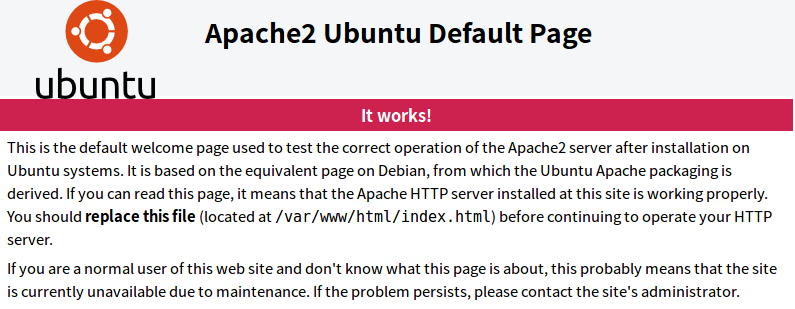 ubuntu
Apache2 Ubuntu Default Page
It works!
This is the default welcome page used to test the correct operation of the Apache2 server after installation on
Ubuntu systems. It is based on the equivalent page on Debian, from which the Ubuntu Apache packaging is
derived. If you can read this page, it means that the Apache HTTP server installed at this site is working properly.
You should replace this file (located at /var/www/html/index.html) before continuing to operate your HTTP
server.
If you are a normal user of this web site and don't know what this page is about, this probably means that the site
is currently unavailable due to maintenance. If the problem persists, please contact the site's administrator.